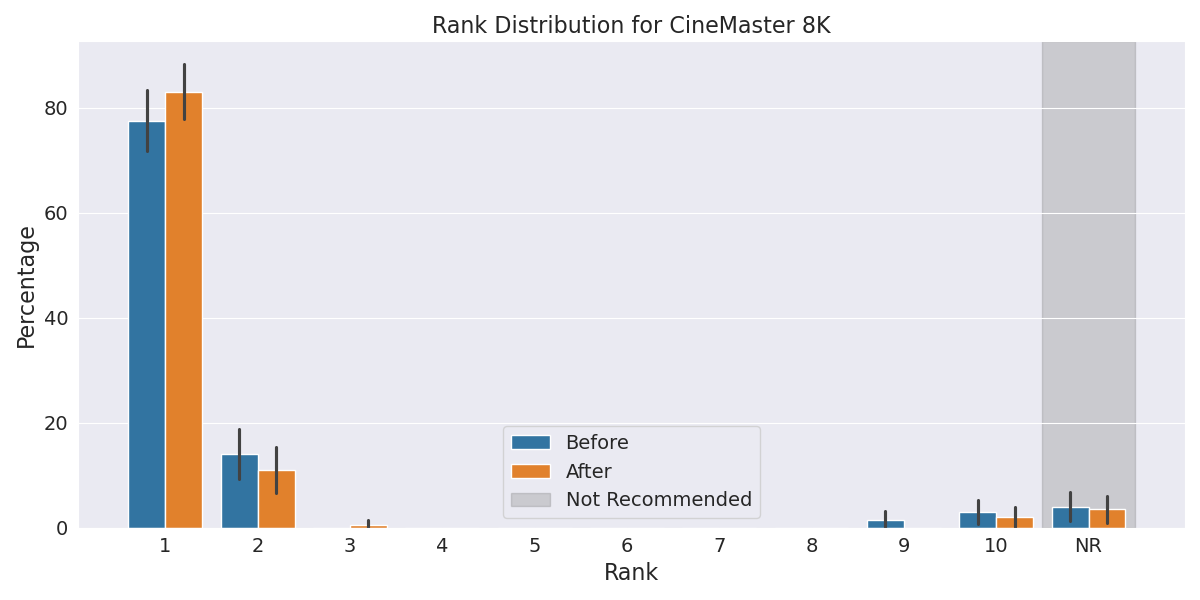 Rank Distribution for CineMaster 8K
Percentage
80
60
40
20
0
Before
After
Not Recommended
1 2 3 4 5 6 7 8 9 10 NR
Rank